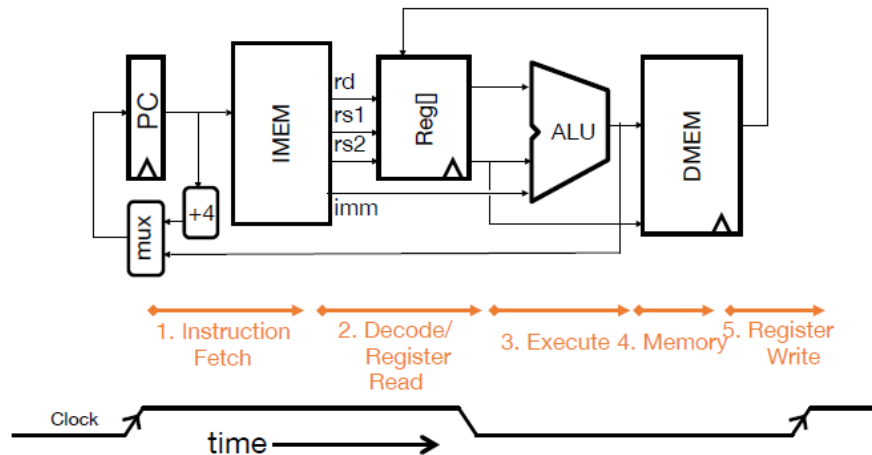 PC
IMEM
rd
rs1
rs2
imm
Reg[]
ALU
DMEM
+4
mux
1. Instruction
Fetch
2. Decode/
Register
Read
3. Execute
4. Memory
5. Register
Write
Clock
time